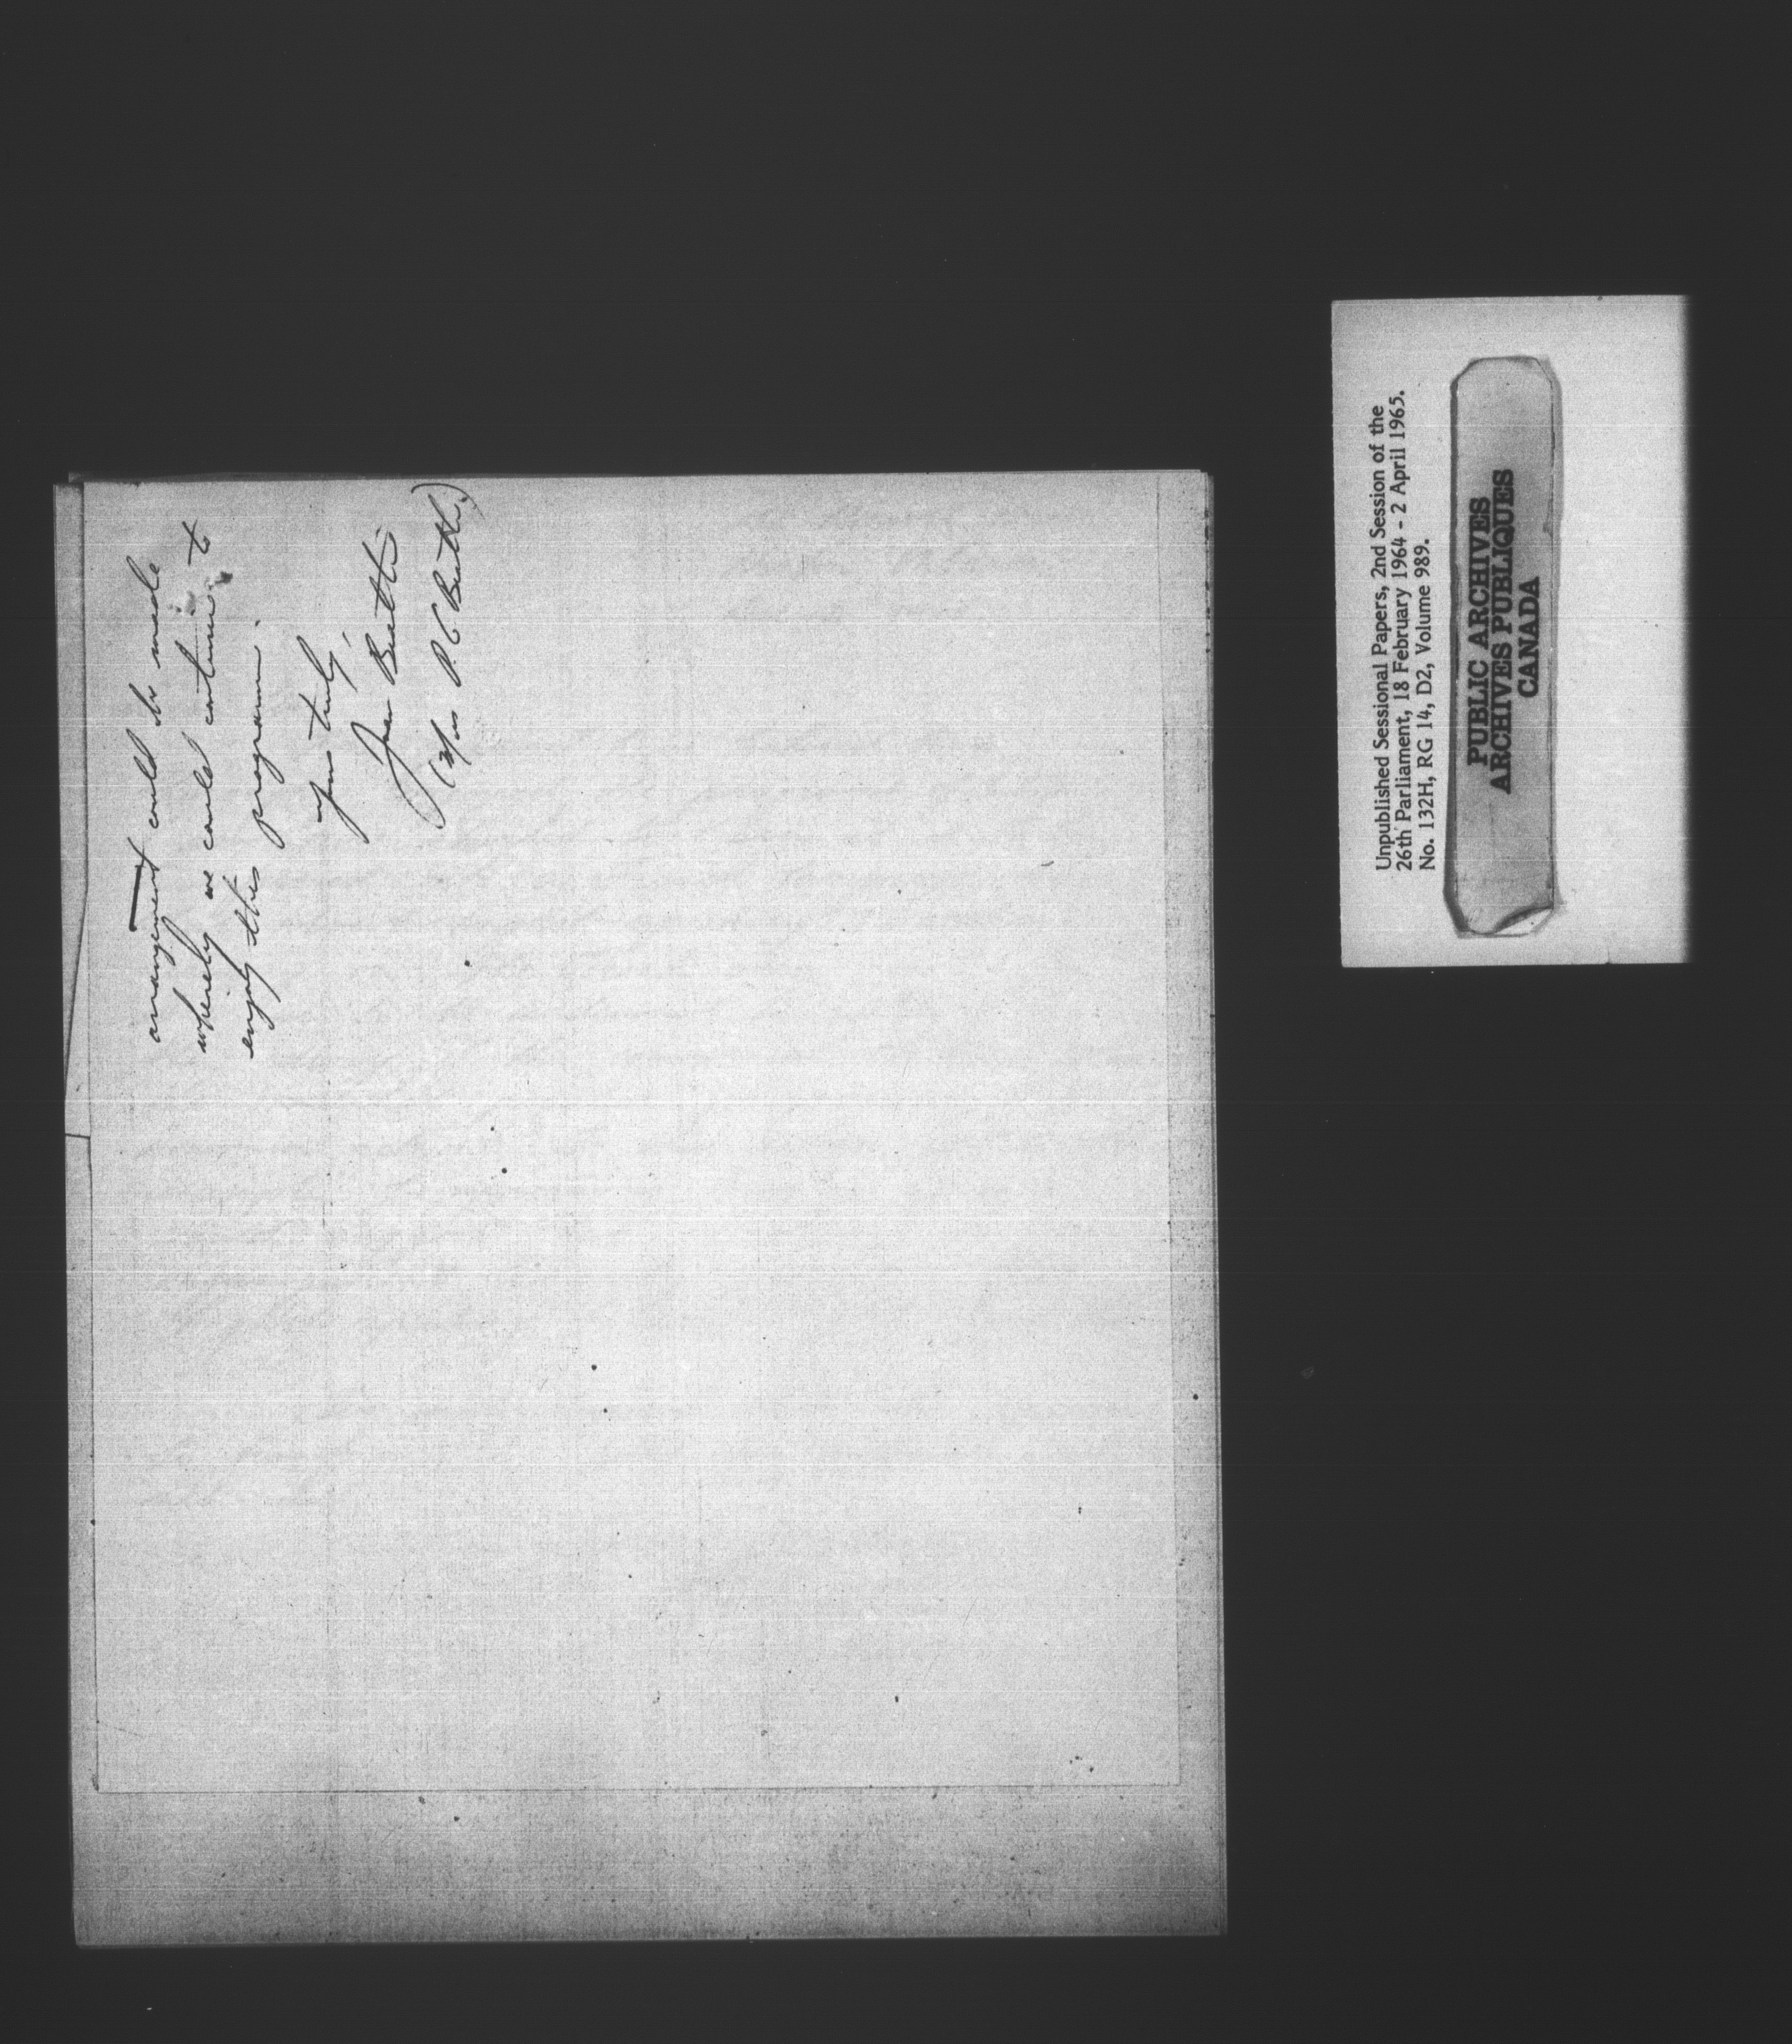 arrangement could be made
whereby we could continue to
enjoy this programme.
yours truly,
Jean
(Mrs P. C.
Unpublished Sessional Papers, 2nd Session of the
26th Parliament, 18 February 1964 - 2 April 1965.
No. 132H, RG 14, D2, Volume 989.
PUBLIC ARCHIVES
ARCHIVES PUBLIQUES
CANADA